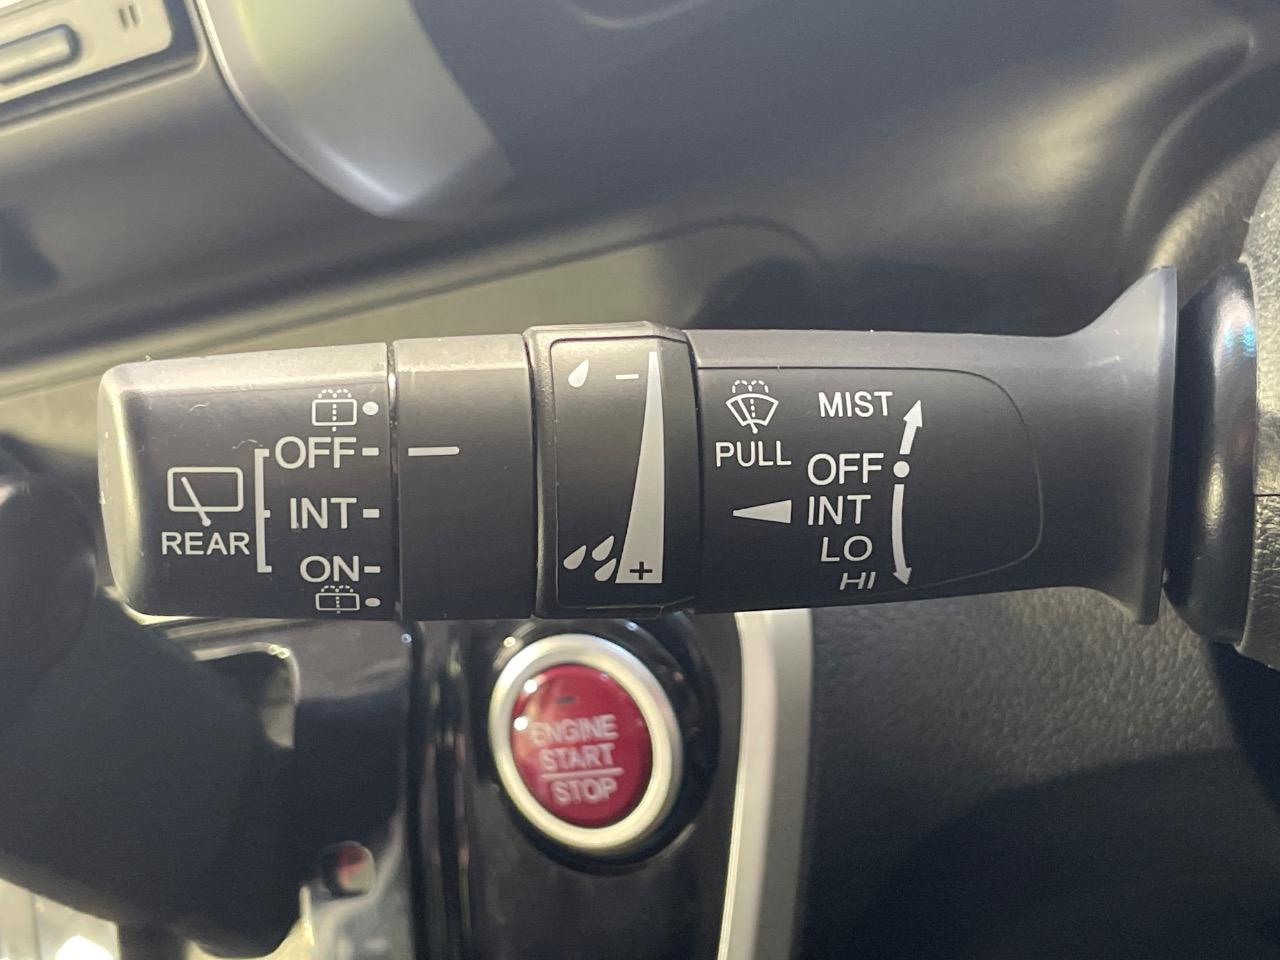 OFF
INT
ON
REAR
-
+
PULL
MIST
OFF
INT
LO
HI
ENGINE
START
STOP